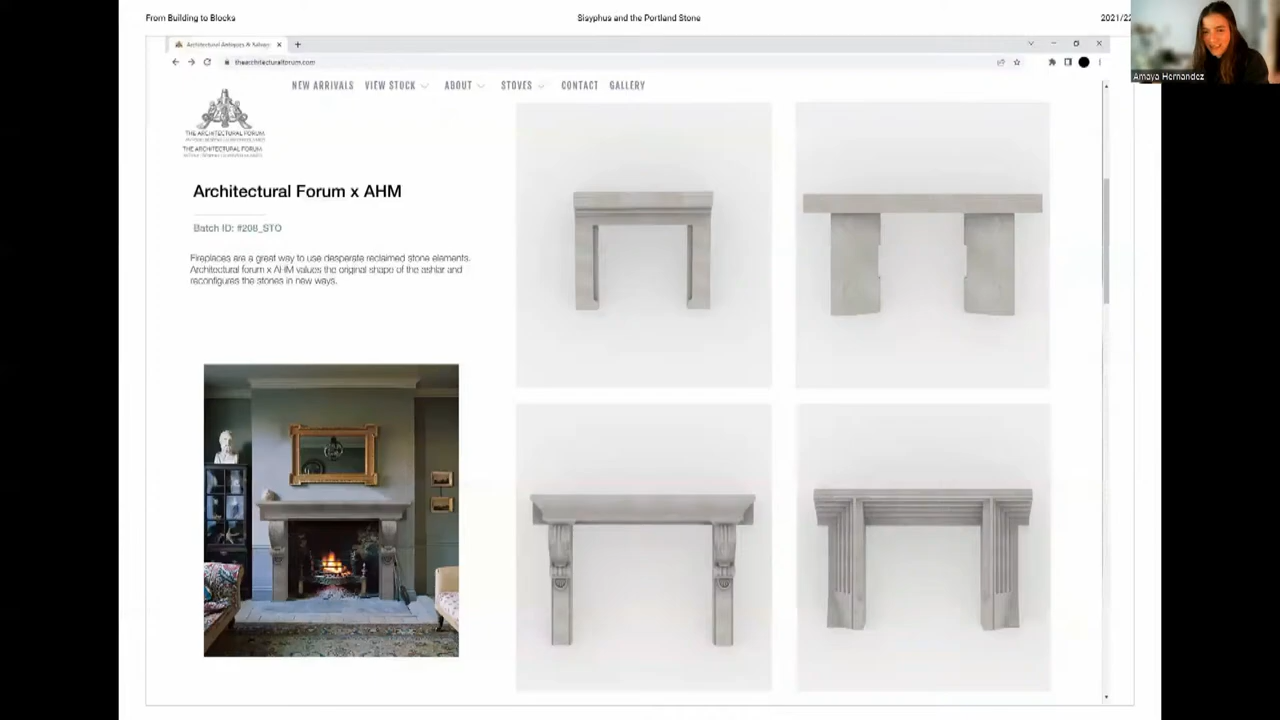 From Building to Blocks
Sisyphus and the Portland Stone
2021/22
Amaya Hernandez
Architectural Antiques & Salvag
thearchitecturalforum.com
NEW ARRIVALS VIEW STOCK ABOUT STOVES CONTACT GALLERY
THE ARCHITECTURAL FORUM
THE ARCHITECTURAL FORUM
Architectural Forum x AHM
Batch ID: #208_STO
Fireplaces are a great way to use desperate reclaimed stone elements.
Architectural forum x AHM values the original shape of the ashlar and
reconfigures the stones in new ways.